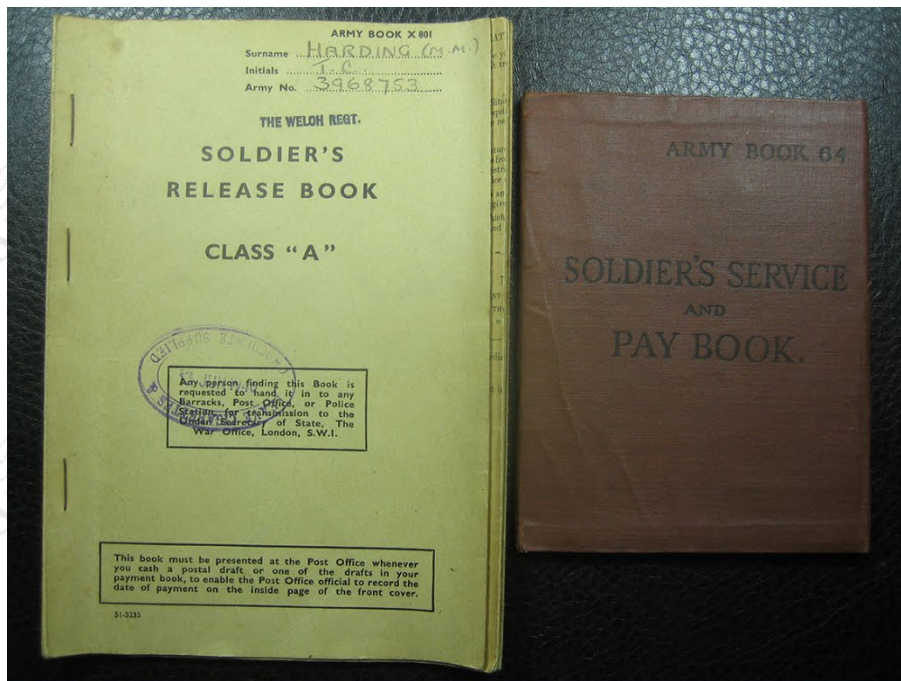 ARMY BOOK X 801
Surname HARDING (M.M.)
Initials T.C.
Army No. 3968753
THE WELCH REGT.
SOLDIER'S
RELEASE BOOK
CLASS "A"
CHOCOLATE SUPPLIED
Any person finding this Book is
requested to hand it in to any
Barracks, Post Office, or Police
Station, for transmission to the
Under Secretary of State, The
War Office, London, S.W.1.
This book must be presented at the Post Office whenever
you cash a postal draft or one of the drafts in your
payment book, to enable the Post Office official to record the
date of payment on the inside page of the front cover.
51-5235
ARMY BOOK 64
SOLDIER'S SERVICE
AND
PAY BOOK.